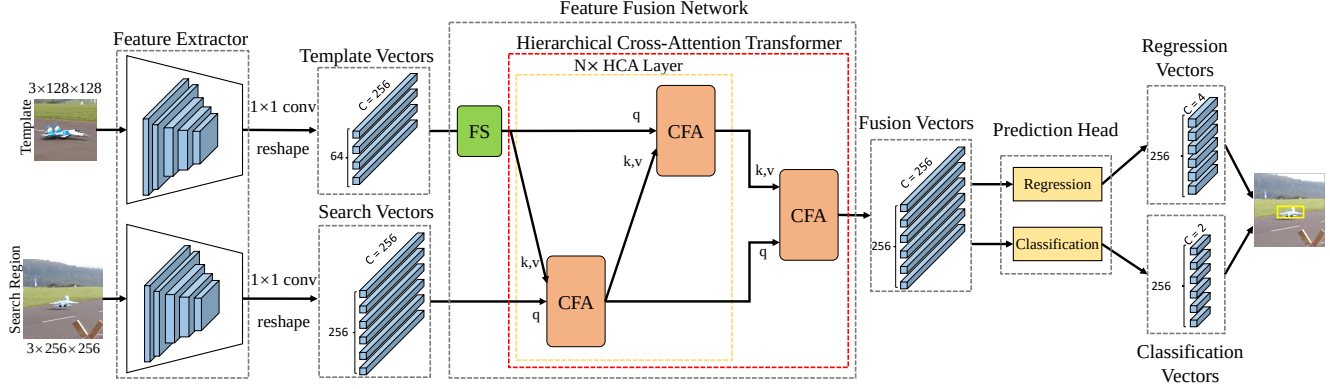 Feature Fusion Network
Feature Extractor
Template Vectors
Hierarchical Cross-Attention Transformer
N× HCA Layer
Regression
Vectors
3×128×128
Template
1×1 conv
reshape
C = 256
64
FS
q
CFA
k,v
k,v
CFA
Fusion Vectors
C = 256
256
Prediction Head
Regression
Classification
C = 4
256
Search Vectors
Search Region
3×256×256
1×1 conv
reshape
C = 256
256
k,v
q
CFA
q
C = 2
256
Classification
Vectors